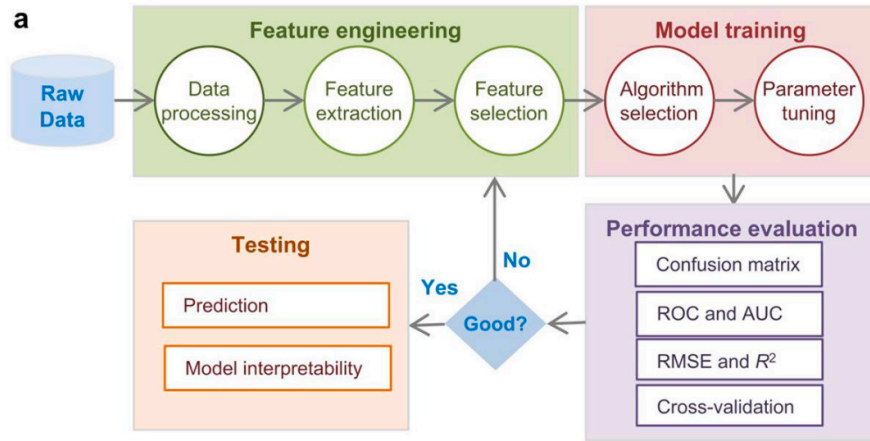 a
Feature engineering
Model training
Raw
Data
Data
processing
Feature
extraction
Feature
selection
Algorithm
selection
Parameter
tuning
Testing
Prediction
Model interpretability
Yes
No
Good?
Performance evaluation
Confusion matrix
ROC and AUC
RMSE and R²
Cross-validation